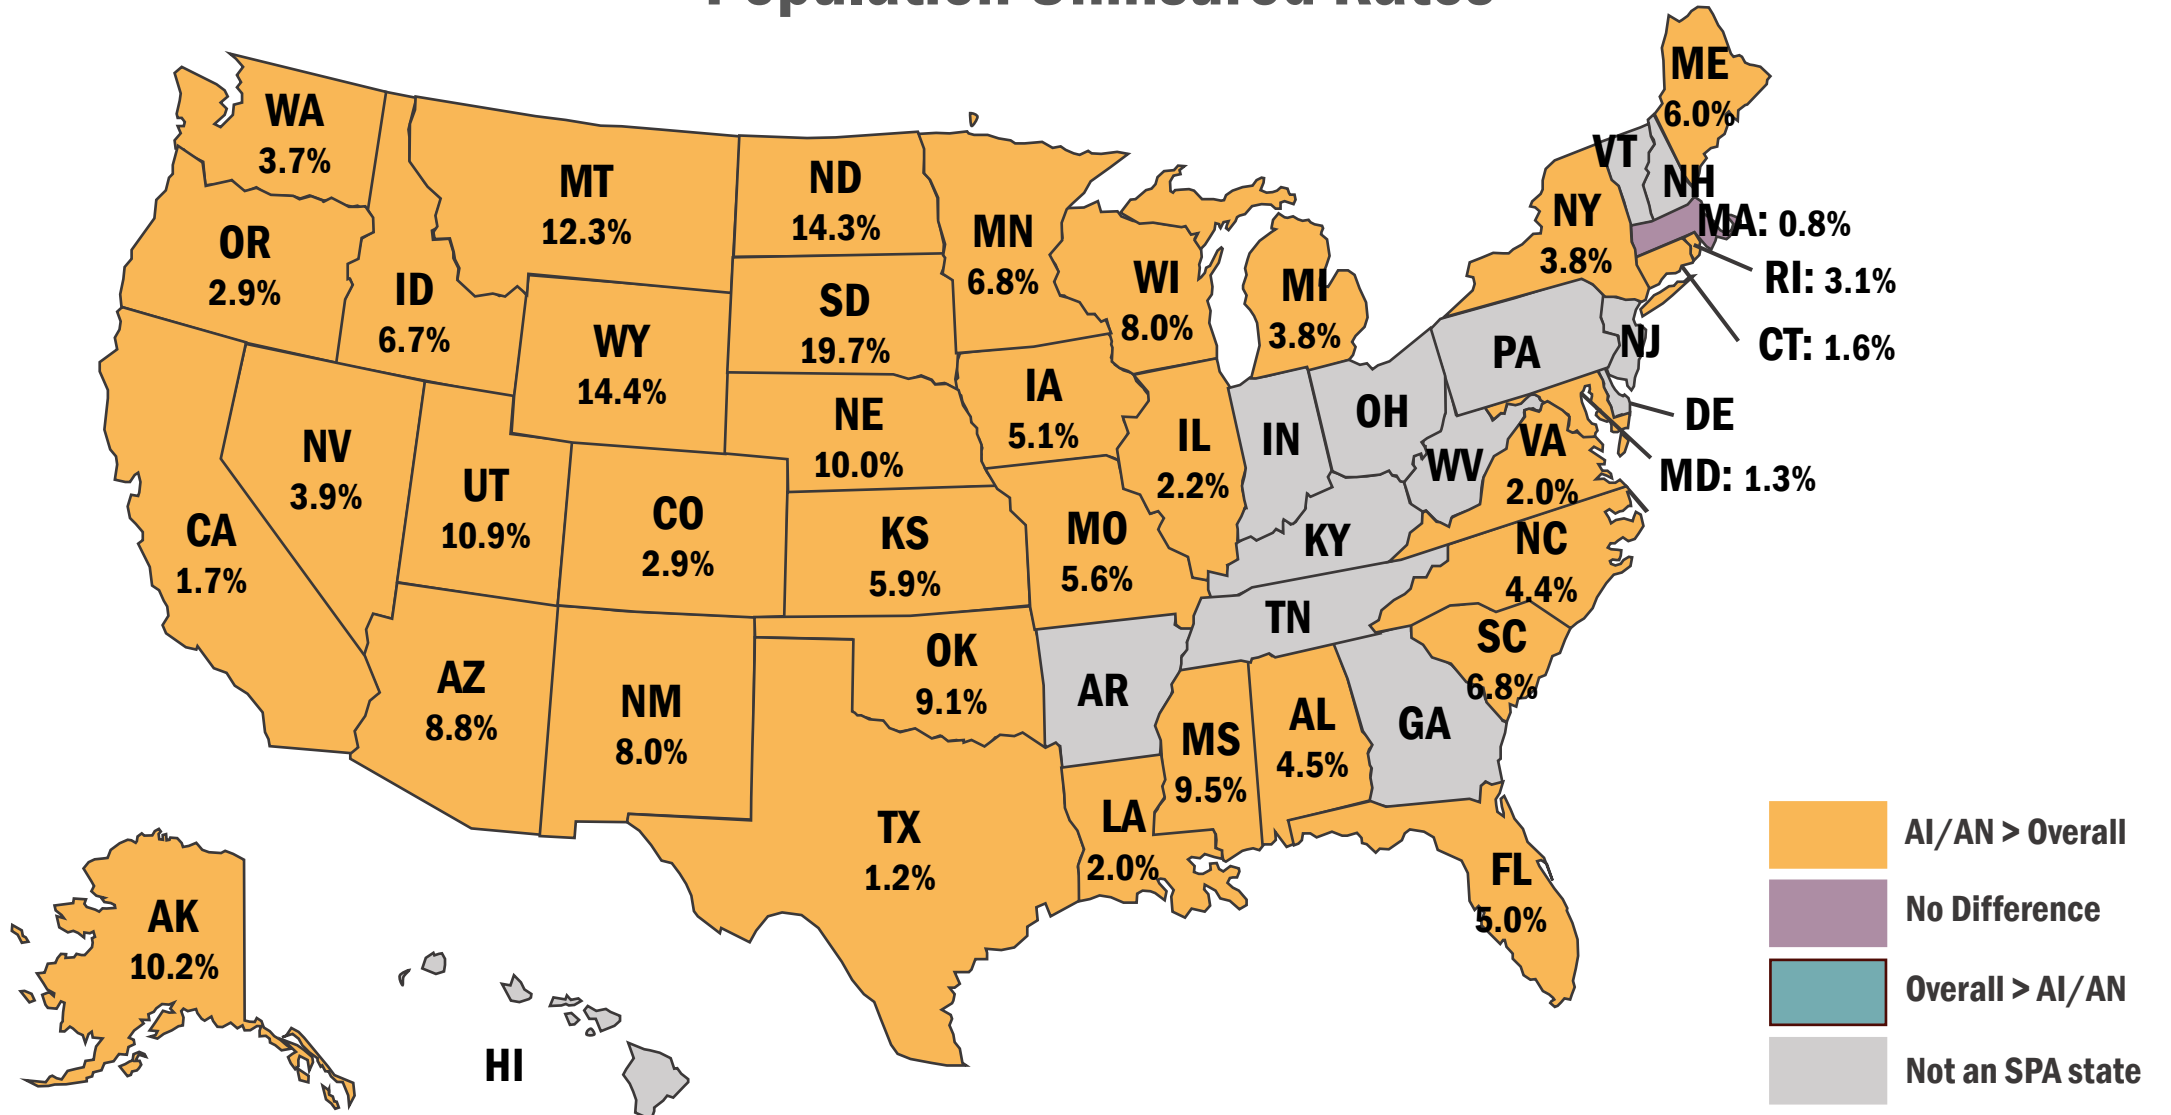 Population Uninsured Rates
WA
3.7%
OR
2.9%
CA
1.7%
ID
6.7%
NV
3.9%
MT
12.3%
WY
14.4%
UT
10.9%
CO
2.9%
AZ
8.8%
NM
8.0%
ND
14.3%
SD
19.7%
NE
10.0%
KS
5.9%
OK
9.1%
TX
1.2%
MN
6.8%
IA
5.1%
MO
5.6%
AR
LA
2.0%
WI
8.0%
IL
2.2%
MI
3.8%
IN
OH
KY
TN
MS
9.5%
AL
4.5%
GA
FL
5.0%
SC
6.8%
NC
4.4%
VA
2.0%
WV
PA
NY
3.8%
NJ
VT
NH
ME
6.0%
MA: 0.8%
RI: 3.1%
CT: 1.6%
DE
MD: 1.3%
AK
10.2%
HI
AI/AN > Overall
No Difference
Overall > AI/AN
Not an SPA state